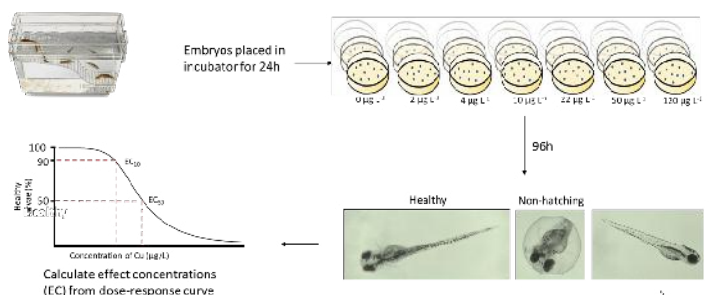 Embryos placed in
incubator for 24h
0 µg L⁻¹ 2 µg L⁻¹ 4 µg L⁻¹ 10 µg L⁻¹ 22 µg L⁻¹ 50 µg L⁻¹ 120 µg L⁻¹
96h
100
90
50
Healthy
(%)
EC₁₀
EC₅₀
Concentration of Cu (µg/L)
Calculate effect concentrations
(EC) from dose-response curve
Healthy
Non-hatching